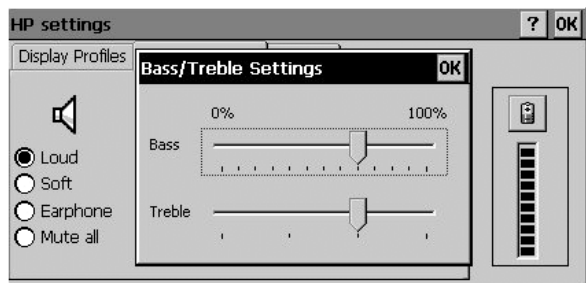 HP settings ? OK
Display Profiles
Bass/Treble Settings OK
0% 100%
Bass
Treble
Loud
Soft
Earphone
Mute all